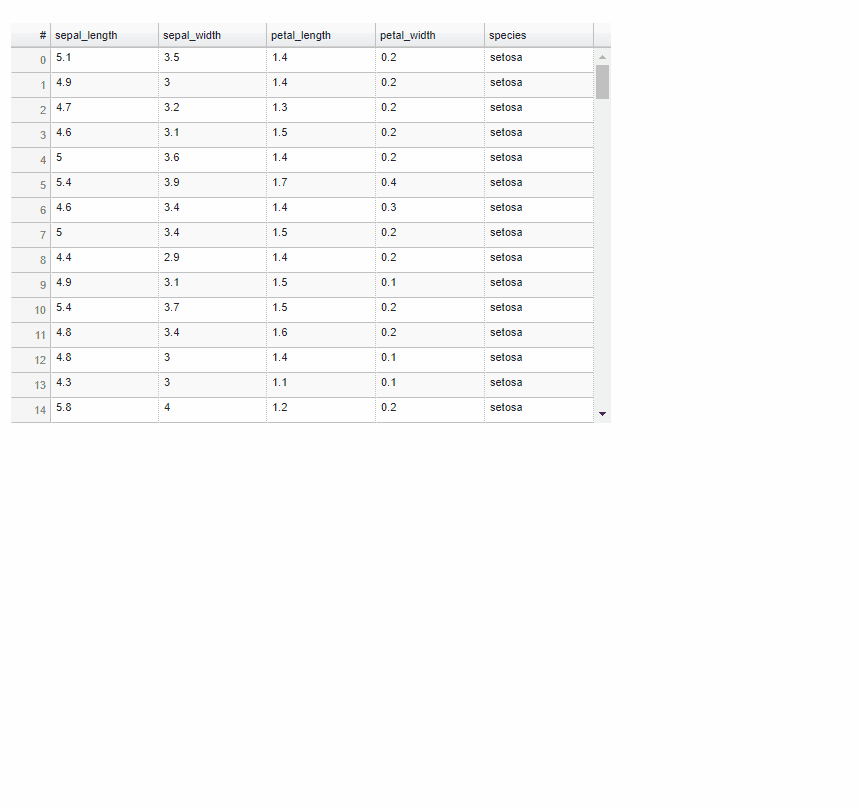 # sepal_length sepal_width petal_length petal_width species
0 5.1 3.5 1.4 0.2 setosa
1 4.9 3 1.4 0.2 setosa
2 4.7 3.2 1.3 0.2 setosa
3 4.6 3.1 1.5 0.2 setosa
4 5 3.6 1.4 0.2 setosa
5 5.4 3.9 1.7 0.4 setosa
6 4.6 3.4 1.4 0.3 setosa
7 5 3.4 1.5 0.2 setosa
8 4.4 2.9 1.4 0.2 setosa
9 4.9 3.1 1.5 0.1 setosa
10 5.4 3.7 1.5 0.2 setosa
11 4.8 3.4 1.6 0.2 setosa
12 4.8 3 1.4 0.1 setosa
13 4.3 3 1.1 0.1 setosa
14 5.8 4 1.2 0.2 setosa